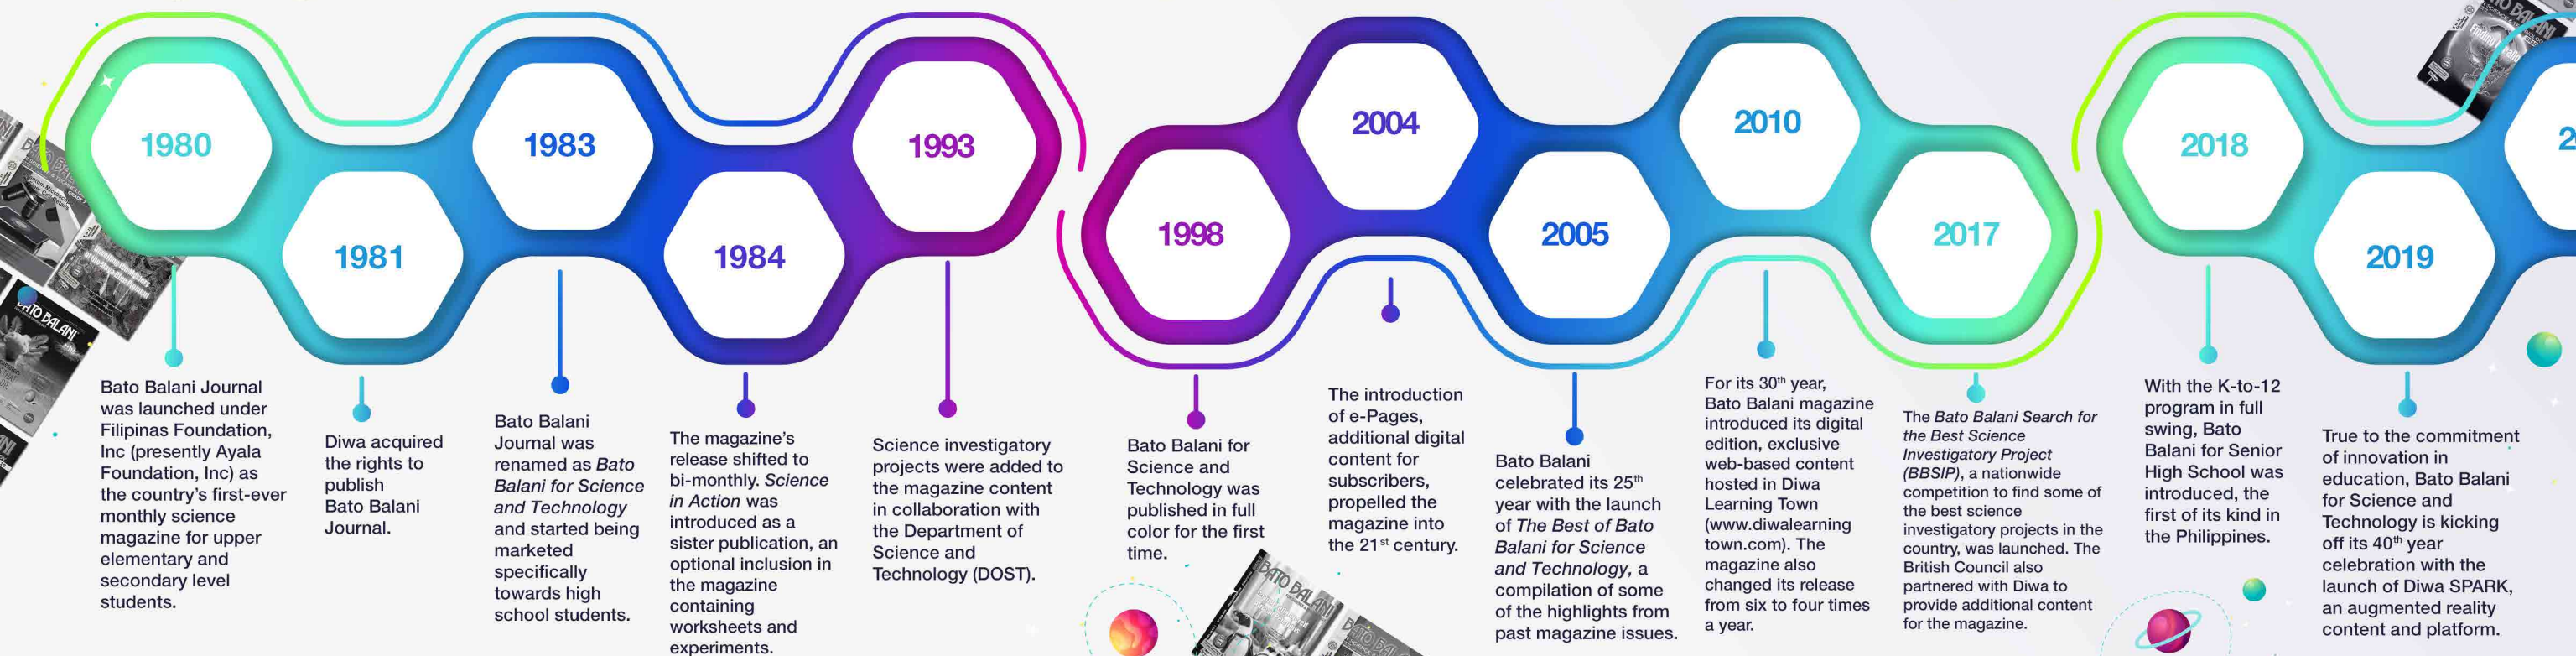 1980
Bato Balani Journal
was launched under
Filipinas Foundation,
Inc (presently Ayala
Foundation, Inc) as
the country's first-ever
monthly science
magazine for upper
elementary and
secondary level
students.
1981
Diwa acquired
the rights to
publish
Bato Balani
Journal.
1983
Bato Balani
Journal was
renamed as Bato
Balani for Science
and Technology
and started being
marketed
specifically
towards high
school students.
1984
The magazine's
release shifted to
bi-monthly. Science
in Action was
introduced as a
sister publication, an
optional inclusion in
the magazine
containing
worksheets and
experiments.
1993
Science investigatory
projects were added to
the magazine content
in collaboration with
the Department of
Science and
Technology (DOST).
1998
Bato Balani for
Science and
Technology was
published in full
color for the first
time.
2004
The introduction
of e-Pages,
additional digital
content for
subscribers,
propelled the
magazine into
the 21st century.
2005
Bato Balani
celebrated its 25th
year with the launch
of The Best of Bato
Balani for Science
and Technology, a
compilation of some
of the highlights from
past magazine issues.
2010
For its 30th year,
Bato Balani magazine
introduced its digital
edition, exclusive
web-based content
hosted in Diwa
Learning Town
(www.diwalearning
town.com). The
magazine also
changed its release
from six to four times
a year.
2017
The Bato Balani Search for
the Best Science
Investigatory Project
(BBSIP), a nationwide
competition to find some of
the best science
investigatory projects in the
country, was launched. The
British Council also
partnered with Diwa to
provide additional content
for the magazine.
2018
With the K-to-12
program in full
swing, Bato
Balani for Senior
High School was
introduced, the
first of its kind in
the Philippines.
2019
True to the commitment
of innovation in
education, Bato Balani
for Science and
Technology is kicking
off its 40th year
celebration with the
launch of Diwa SPARK,
an augmented reality
content and platform.
BATO BALANI
BATO BALANI
BATO BALANI